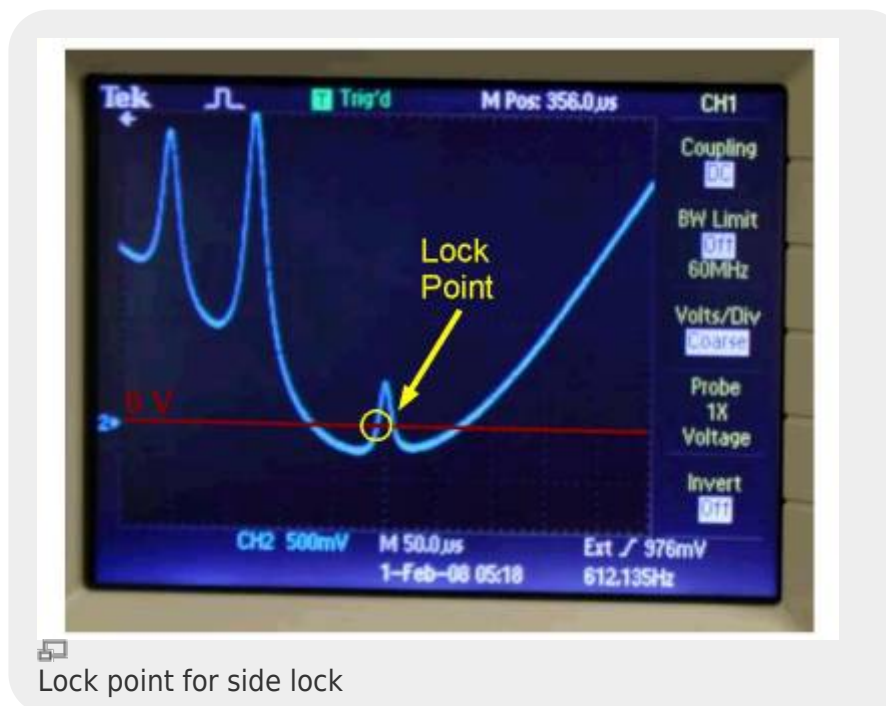 Tek
T Trig'd
M Pos: 356.0µs
CH1
Coupling
DC
BW Limit
Off
60MHz
Volts/Div
Coarse
Probe
1X
Voltage
Invert
Off
Lock
Point
0 V
2
CH2 500mV
M 50.0µs
Ext
976mV
1-Feb-08 05:18
612.135Hz
Lock point for side lock